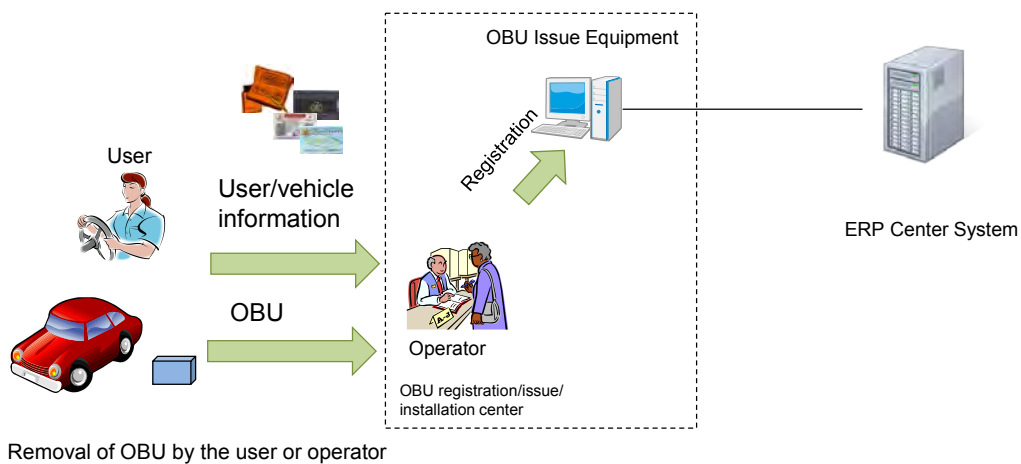 OBU Issue Equipment
User
User/vehicle
information
Registration
ERP Center System
OBU
Operator
OBU registration/issue/
installation center
Removal of OBU by the user or operator